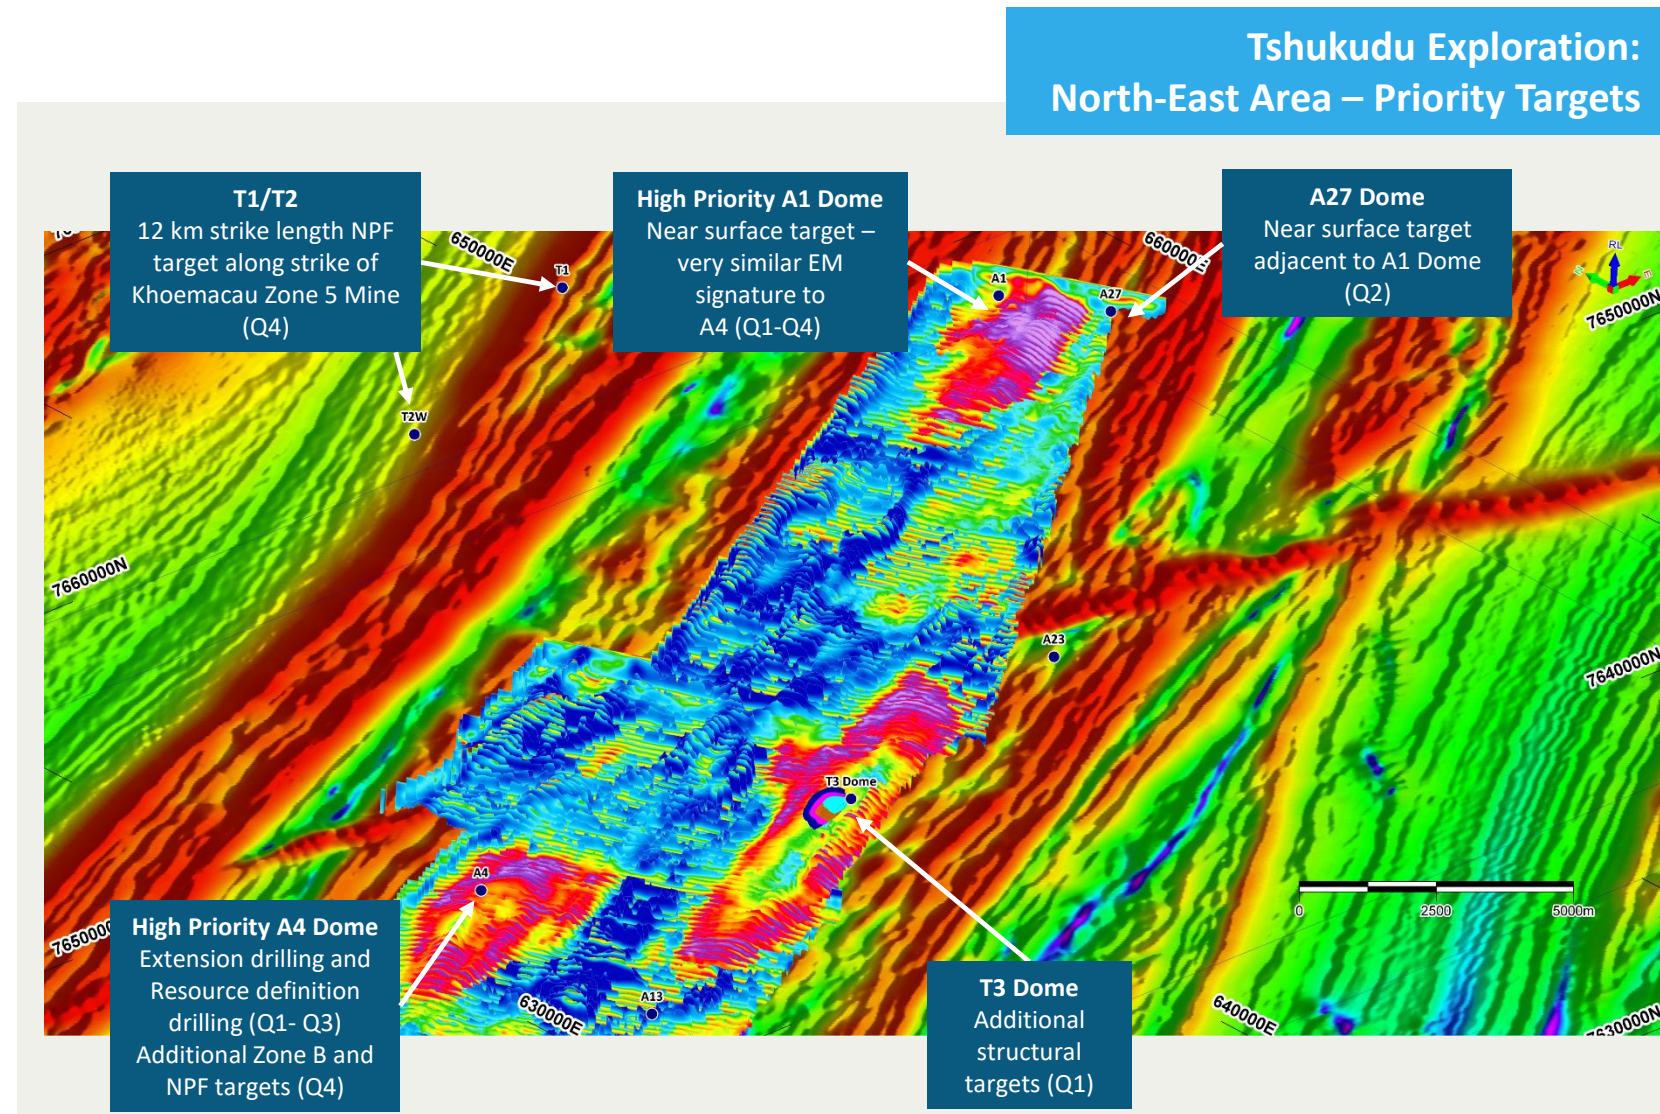 Tshukudu Exploration:
North-East Area – Priority Targets
T1/T2
12 km strike length NPF
target along strike of
Khoemacau Zone 5 Mine
(Q4)
High Priority A1 Dome
Near surface target –
very similar EM
signature to
A4 (Q1-Q4)
A27 Dome
Near surface target
adjacent to A1 Dome
(Q2)
650000E
660000E
RL
N
E
7650000N
T1
A1
A27
T2W
7660000N
A23
7640000N
T3 Dome
A4
0
2500
5000m
High Priority A4 Dome
Extension drilling and
Resource definition
drilling (Q1- Q3)
Additional Zone B and
NPF targets (Q4)
A13
630000E
T3 Dome
Additional
structural
targets (Q1)
640000E